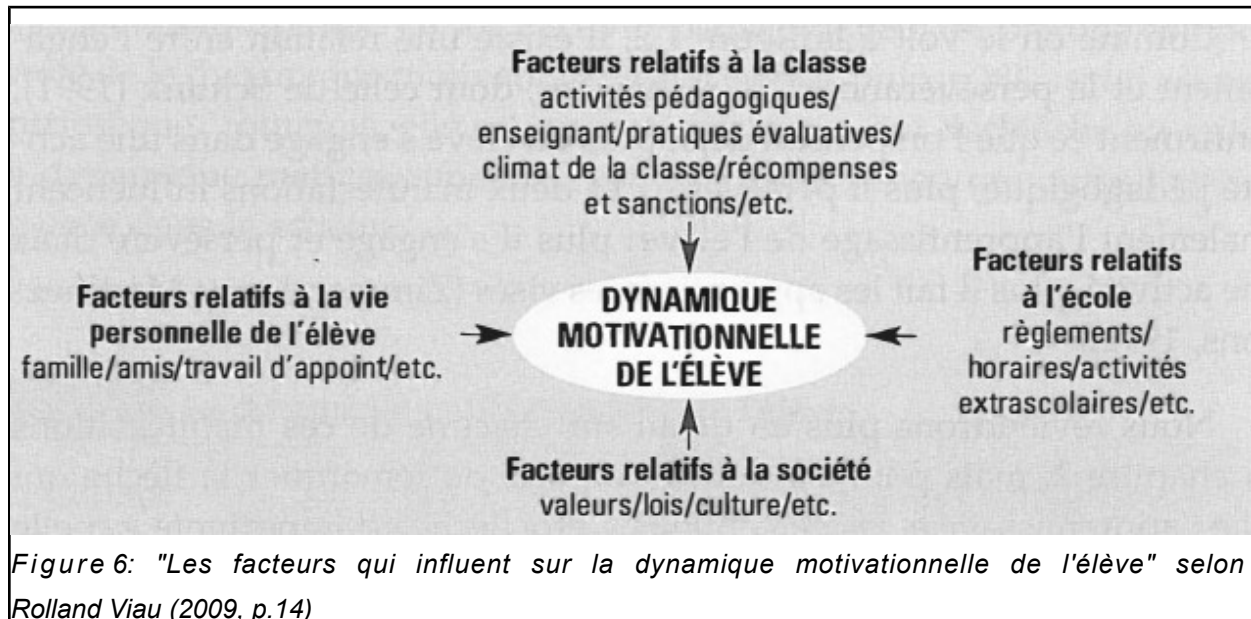 Facteurs relatifs à la classe
activités pédagogiques/
enseignant/pratiques évaluatives/
climat de la classe/récompenses
et sanctions/etc.
Facteurs relatifs à la vie
personnelle de l'élève
famille/amis/travail d'appoint/etc.
DYNAMIQUE
MOTIVATIONNELLE
DE L'ÉLÈVE
Facteurs relatifs
à l'école
règlements/
horaires/activités
extrascolaires/etc.
Facteurs relatifs à la société
valeurs/lois/culture/etc.
Figure 6: "Les facteurs qui influent sur la dynamique motivationnelle de l'élève" selon
Rolland Viau (2009, p.14)